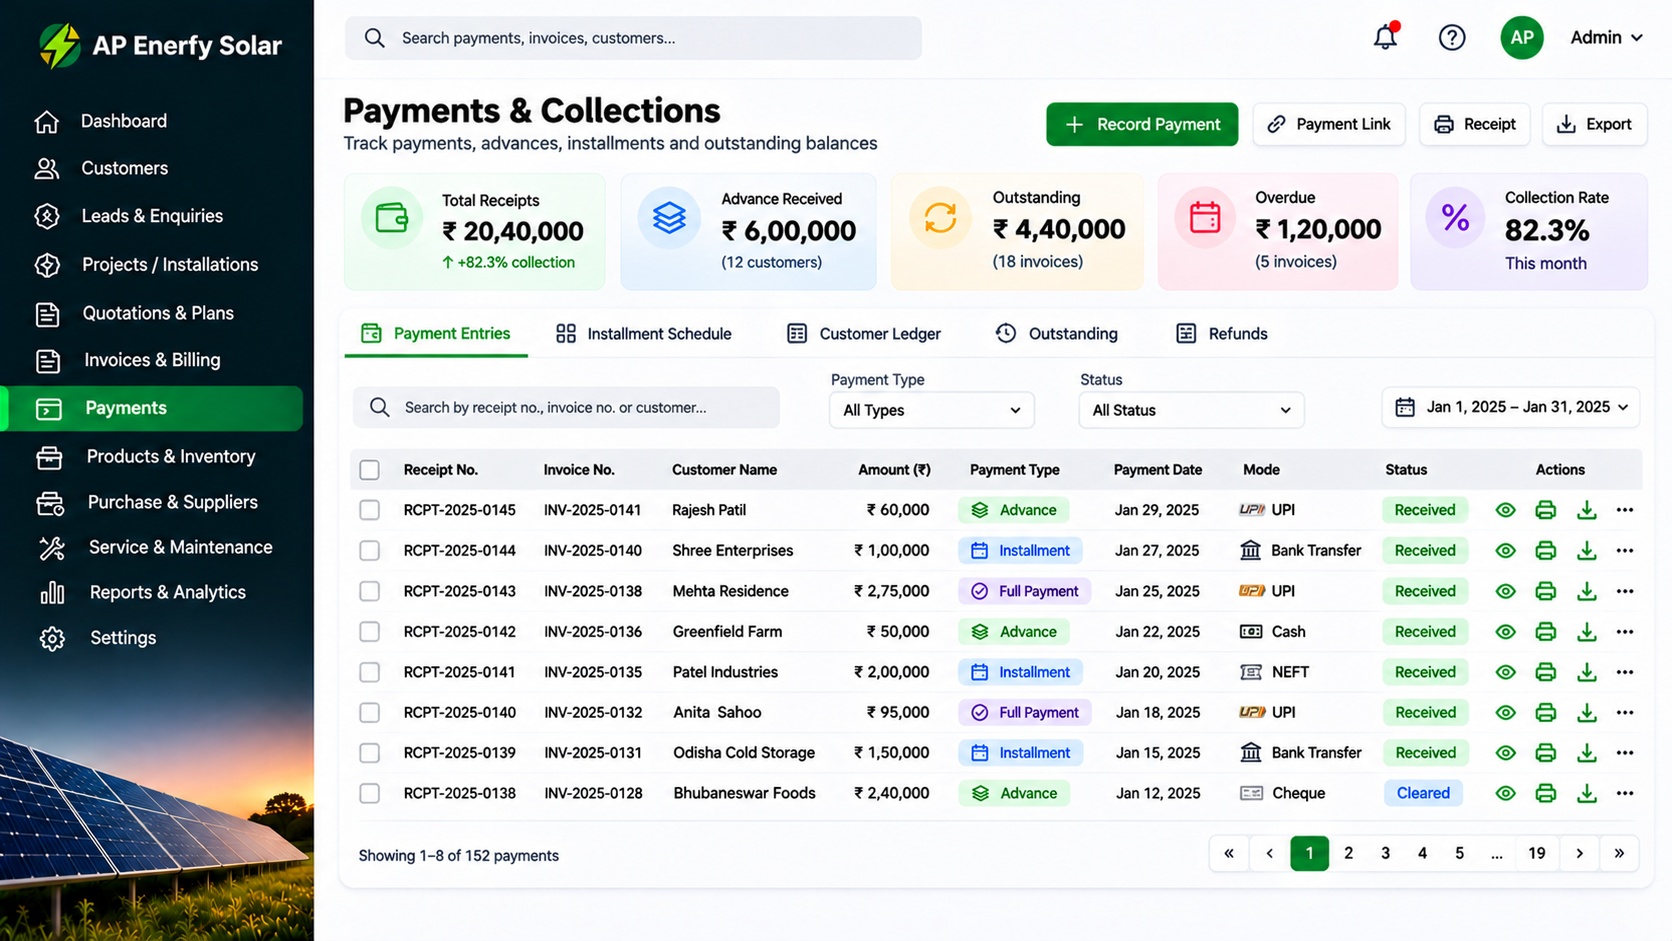 AP Enerfy Solar
Search payments, invoices, customers...
AP
Admin
Dashboard
Customers
Leads & Enquiries
Projects / Installations
Quotations & Plans
Invoices & Billing
Payments
Products & Inventory
Purchase & Suppliers
Service & Maintenance
Reports & Analytics
Settings
Payments & Collections
Track payments, advances, installments and outstanding balances
+ Record Payment
Payment Link
Receipt
Export
Total Receipts
₹ 20,40,000
↑ +82.3% collection
Advance Received
₹ 6,00,000
(12 customers)
Outstanding
₹ 4,40,000
(18 invoices)
Overdue
₹ 1,20,000
(5 invoices)
%
Collection Rate
82.3%
This month
Payment Entries
Installment Schedule
Customer Ledger
Outstanding
Refunds
Search by receipt no., invoice no. or customer...
Payment Type
All Types
Status
All Status
Jan 1, 2025 – Jan 31, 2025
Receipt No. Invoice No. Customer Name Amount (₹) Payment Type Payment Date Mode Status Actions
RCPT-2025-0145 INV-2025-0141 Rajesh Patil ₹ 60,000 Advance Jan 29, 2025 UPI UPI Received
RCPT-2025-0144 INV-2025-0140 Shree Enterprises ₹ 1,00,000 Installment Jan 27, 2025 Bank Transfer Received
RCPT-2025-0143 INV-2025-0138 Mehta Residence ₹ 2,75,000 Full Payment Jan 25, 2025 UPI UPI Received
RCPT-2025-0142 INV-2025-0136 Greenfield Farm ₹ 50,000 Advance Jan 22, 2025 Cash Received
RCPT-2025-0141 INV-2025-0135 Patel Industries ₹ 2,00,000 Installment Jan 20, 2025 NEFT Received
RCPT-2025-0140 INV-2025-0132 Anita Sahoo ₹ 95,000 Full Payment Jan 18, 2025 UPI UPI Received
RCPT-2025-0139 INV-2025-0131 Odisha Cold Storage ₹ 1,50,000 Installment Jan 15, 2025 Bank Transfer Received
RCPT-2025-0138 INV-2025-0128 Bhubaneswar Foods ₹ 2,40,000 Advance Jan 12, 2025 Cheque Cleared
Showing 1–8 of 152 payments
« ‹ 1 2 3 4 5 ... 19 › »